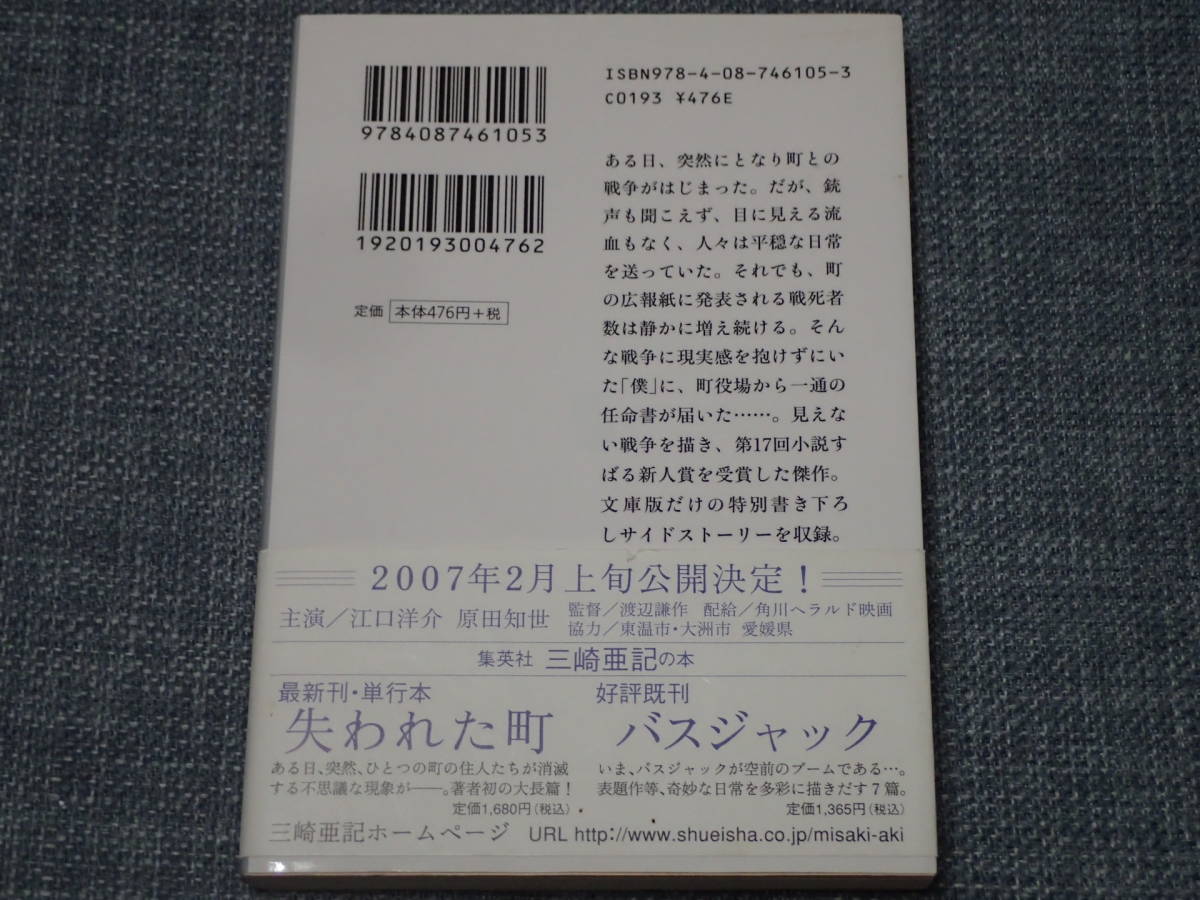 9784087461053
1920193004762
定価 本体476円+税
ISBN978-4-08-746105-3
C0193 ¥476E
ある日、突然にとなり町との
戦争がはじまった。だが、銃
声も聞こえず、目に見える流
血もなく、人々は平穏な日常
を送っていた。それでも、町
の広報紙に発表される戦死者
数は静かに増え続ける。そん
な戦争に現実感を抱けずにい
た「僕」に、町役場から一通の
任命書が届いた……。見えな
い戦争を描き、第17回小説す
ばる新人賞を受賞した傑作。
文庫版だけの特別書き下ろ
しサイドストーリーを収録。
2007年2月上旬公開決定!
主演/江口洋介 原田知世
監督/渡辺謙作 配給/角川ヘラルド映画
協力/東温市・大洲市 愛媛県
集英社 三崎亜記の本
最新刊・単行本
失われた町
ある日、突然、ひとつの町の住人たちが消滅
する不思議な現象が――。著者初の大長篇!
定価1,680円(税込)
好評既刊
バスジャック
いま、バスジャックが空前のブームである…。
表題作等、奇妙な日常を多彩に描きだす7篇。
定価1,365円(税込)
三崎亜記ホームページ URL http://www.shueisha.co.jp/misaki-aki